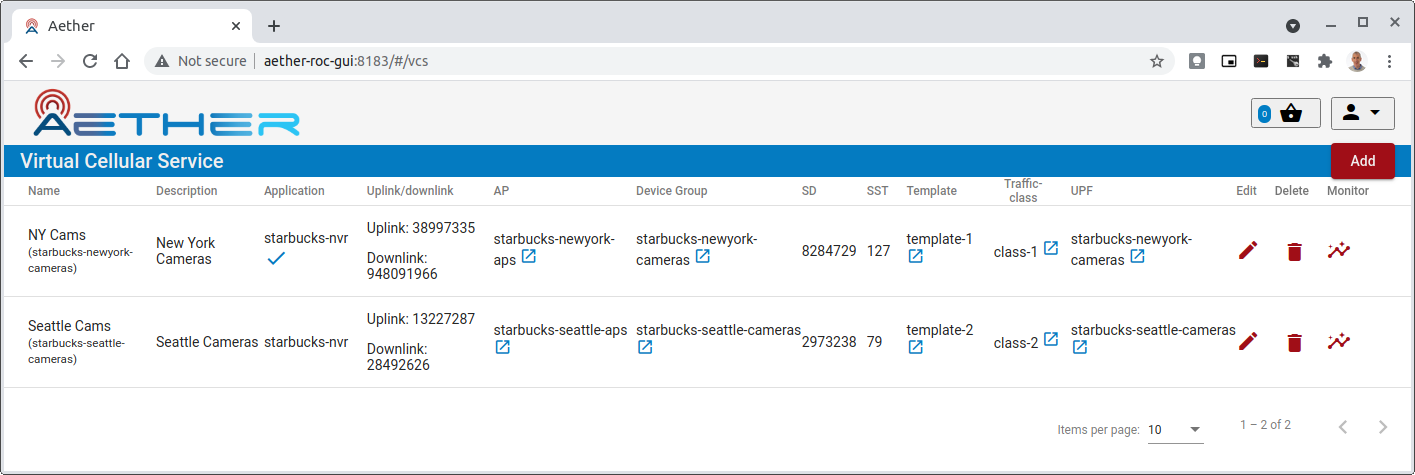 Aether
Not secure | aether-roc-gui:8183/#/vcs
AETHER
0
Virtual Cellular Service
Add
Name Description Application Uplink/downlink AP Device Group SD SST Template Traffic-class UPF Edit Delete Monitor
NY Cams
(starbucks-newyork-
cameras)
New York
Cameras
starbucks-nvr
Uplink: 38997335
Downlink:
948091966
starbucks-newyork-
aps
starbucks-newyork-
cameras
8284729
127
template-1
class-1
starbucks-newyork-
cameras
Seattle Cams
(starbucks-seattle-
cameras)
Seattle Cameras
starbucks-nvr
Uplink: 13227287
Downlink:
28492626
starbucks-seattle-aps
starbucks-seattle-cameras
2973238
79
template-2
class-2
starbucks-seattle-cameras
Items per page: 10
1 – 2 of 2